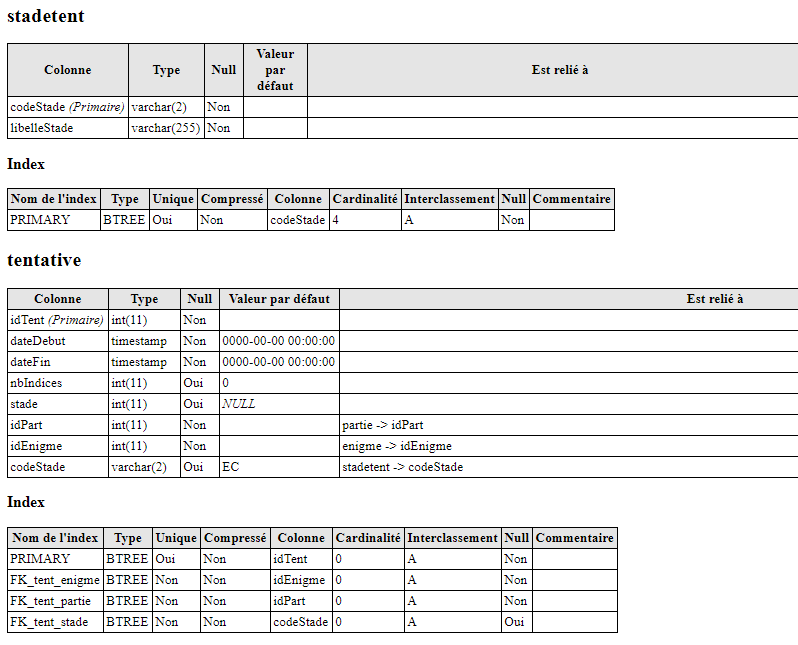 stadetent
Colonne Type Null Valeur par défaut Est relié à
codeStade (Primaire) varchar(2) Non
libelleStade varchar(255) Non
Index
Nom de l'index Type Unique Compressé Colonne Cardinalité Interclassement Null Commentaire
PRIMARY BTREE Oui Non codeStade 4 A Non
tentative
Colonne Type Null Valeur par défaut Est relié à
idTent (Primaire) int(11) Non
dateDebut timestamp Non 0000-00-00 00:00:00
dateFin timestamp Non 0000-00-00 00:00:00
nbIndices int(11) Oui 0
stade int(11) Oui NULL
idPart int(11) Non partie -> idPart
idEnigme int(11) Non enigme -> idEnigme
codeStade varchar(2) Oui EC stadetent -> codeStade
Index
Nom de l'index Type Unique Compressé Colonne Cardinalité Interclassement Null Commentaire
PRIMARY BTREE Oui Non idTent 0 A Non
FK_tent_enigme BTREE Non Non idEnigme 0 A Non
FK_tent_partie BTREE Non Non idPart 0 A Non
FK_tent_stade BTREE Non Non codeStade 0 A Oui